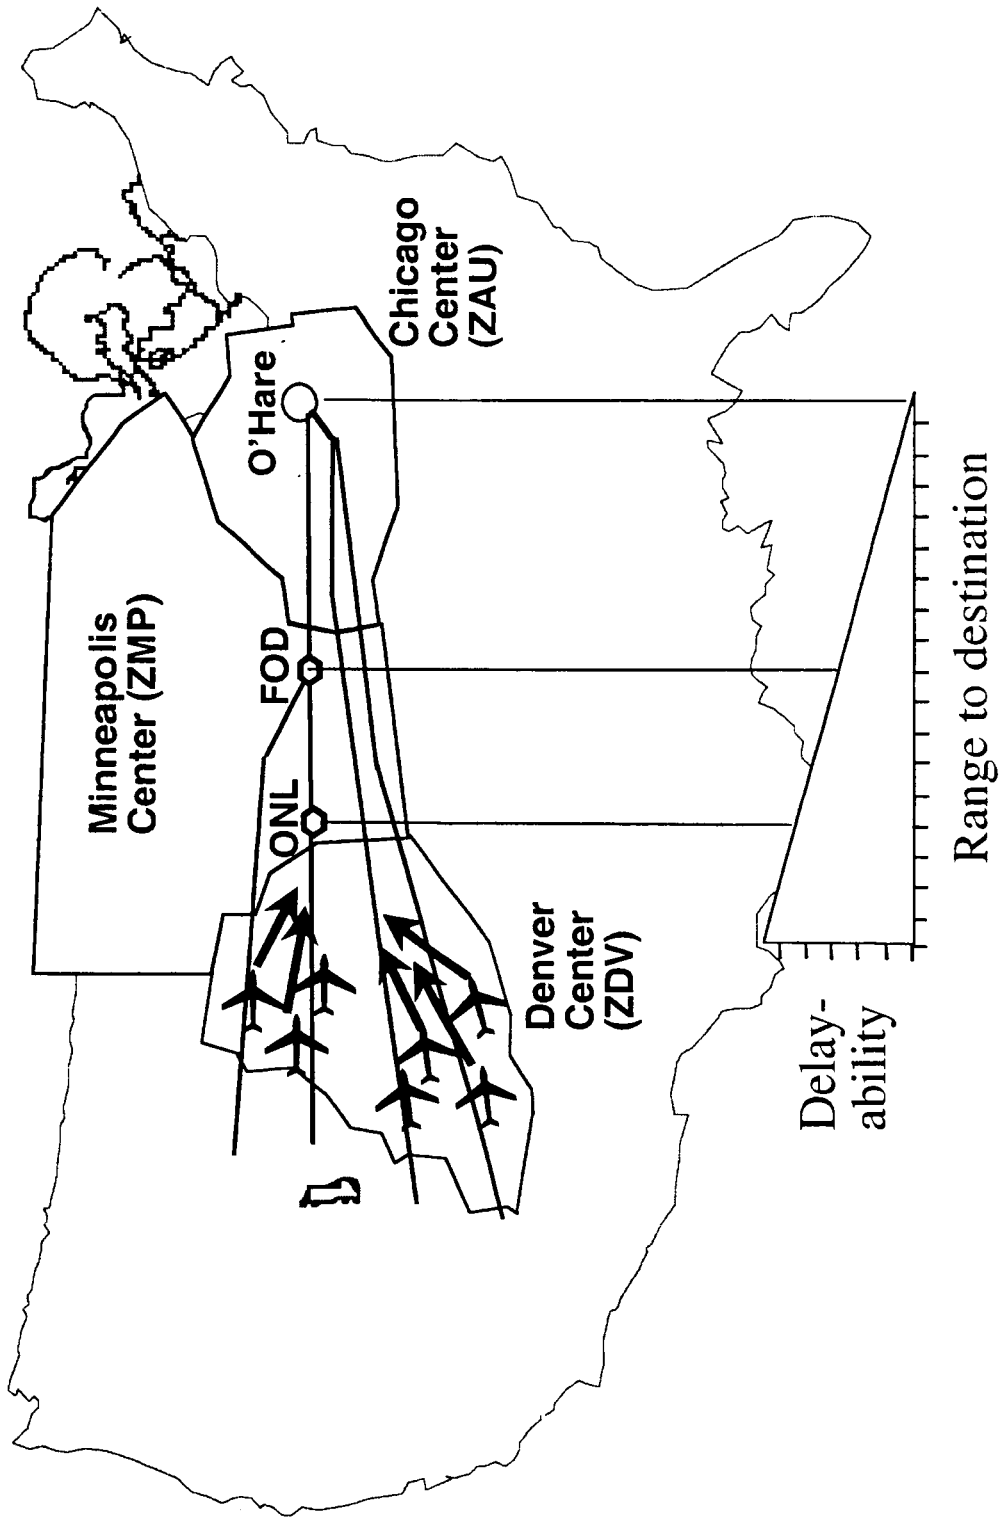 Minneapolis
Center (ZMP)
ONL
FOD
O'Hare
Chicago
Center
(ZAU)
Denver
Center
(ZDV)
Delay-
ability
Range to destination